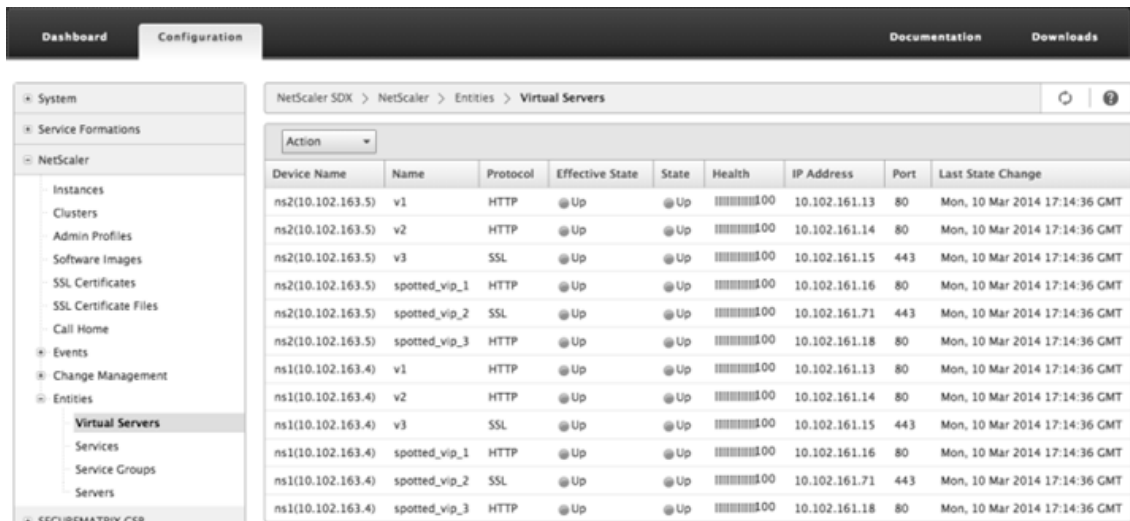 Dashboard Configuration Documentation Downloads
System
Service Formations
NetScaler
Instances
Clusters
Admin Profiles
Software Images
SSL Certificates
SSL Certificate Files
Call Home
Events
Change Management
Entities
Virtual Servers
Services
Service Groups
Servers
NetScaler SDX > NetScaler > Entities > Virtual Servers
Action
Device Name Name Protocol Effective State State Health IP Address Port Last State Change
ns2(10.102.163.5) v1 HTTP Up Up 100 10.102.161.13 80 Mon, 10 Mar 2014 17:14:36 GMT
ns2(10.102.163.5) v2 HTTP Up Up 100 10.102.161.14 80 Mon, 10 Mar 2014 17:14:36 GMT
ns2(10.102.163.5) v3 SSL Up Up 100 10.102.161.15 443 Mon, 10 Mar 2014 17:14:36 GMT
ns2(10.102.163.5) spotted_vip_1 HTTP Up Up 100 10.102.161.16 80 Mon, 10 Mar 2014 17:14:36 GMT
ns2(10.102.163.5) spotted_vip_2 SSL Up Up 100 10.102.161.71 443 Mon, 10 Mar 2014 17:14:36 GMT
ns2(10.102.163.5) spotted_vip_3 HTTP Up Up 100 10.102.161.18 80 Mon, 10 Mar 2014 17:14:36 GMT
ns1(10.102.163.4) v1 HTTP Up Up 100 10.102.161.13 80 Mon, 10 Mar 2014 17:14:36 GMT
ns1(10.102.163.4) v2 HTTP Up Up 100 10.102.161.14 80 Mon, 10 Mar 2014 17:14:36 GMT
ns1(10.102.163.4) v3 SSL Up Up 100 10.102.161.15 443 Mon, 10 Mar 2014 17:14:36 GMT
ns1(10.102.163.4) spotted_vip_1 HTTP Up Up 100 10.102.161.16 80 Mon, 10 Mar 2014 17:14:36 GMT
ns1(10.102.163.4) spotted_vip_2 SSL Up Up 100 10.102.161.71 443 Mon, 10 Mar 2014 17:14:36 GMT
ns1(10.102.163.4) spotted_vip_3 HTTP Up Up 100 10.102.161.18 80 Mon, 10 Mar 2014 17:14:36 GMT